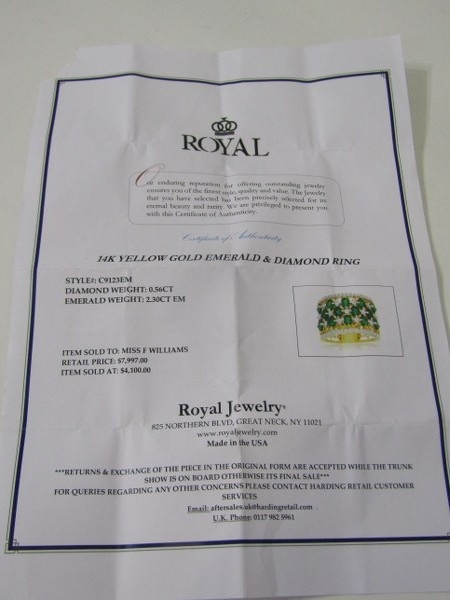 ROYAL
Our enduring reputation for offering outstanding jewelry
ensures you of the finest style, quality and value. The Jewelry
that you have selected has been precisely selected for its
eternal beauty and rarity. We are privileged to present you
with this Certificate of Authenticity.
Certificate of Authenticity
14K YELLOW GOLD EMERALD & DIAMOND RING
STYLE#: C9123EM
DIAMOND WEIGHT: 0.56CT
EMERALD WEIGHT: 2.30CT EM
ITEM SOLD TO: MISS F WILLIAMS
RETAIL PRICE: $7,997.00
ITEM SOLD AT: $4,100.00
Royal Jewelry®
825 NORTHERN BLVD, GREAT NECK, NY 11021
www.royaljewelry.com
Made in the USA
***RETURNS & EXCHANGE OF THE PIECE IN THE ORIGINAL FORM ARE ACCEPTED WHILE THE TRUNK
SHOW IS ON BOARD OTHERWISE ITS FINAL SALE***
FOR QUERIES REGARDING ANY OTHER CONCERNS PLEASE CONTACT HARDING RETAIL CUSTOMER
SERVICES
Email: aftersales.uk@hardingretail.com
U.K. Phone: 0117 982 5961